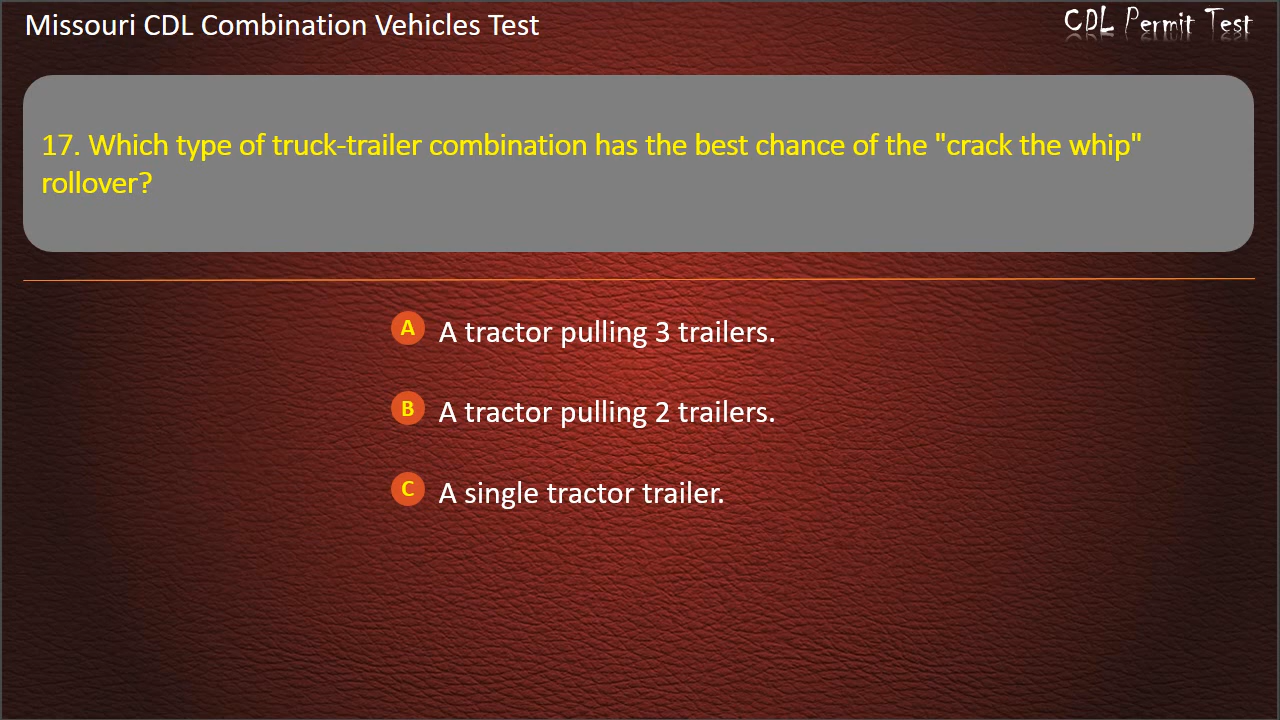 Missouri CDL Combination Vehicles Test
CDL Permit Test
17. Which type of truck-trailer combination has the best chance of the "crack the whip"
rollover?
A A tractor pulling 3 trailers.
B A tractor pulling 2 trailers.
C A single tractor trailer.